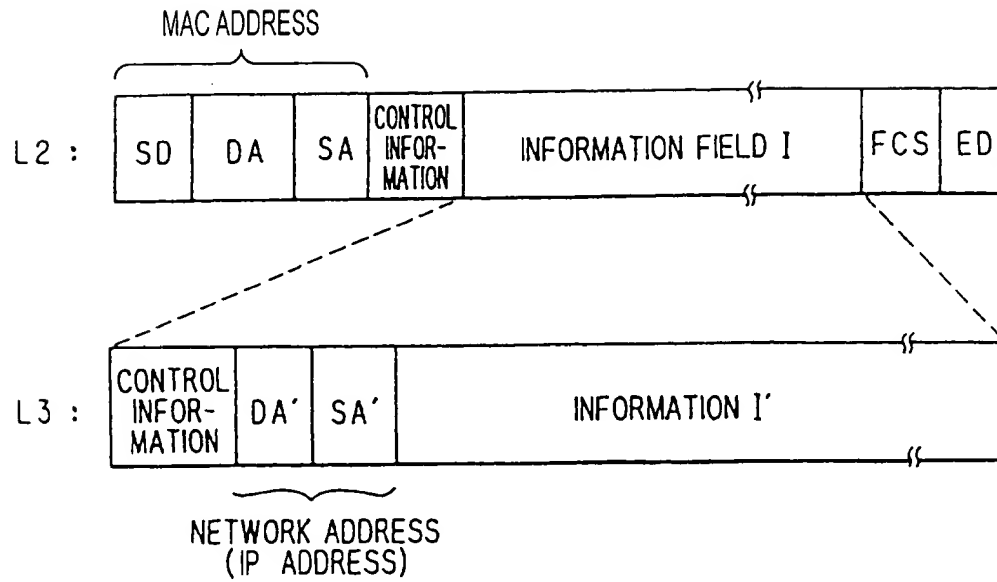 MAC ADDRESS
L2 : SD DA SA CONTROL INFOR- MATION INFORMATION FIELD I FCS ED
L3 : CONTROL INFOR- MATION DA´ SA´ INFORMATION I´
NETWORK ADDRESS
(IP ADDRESS)